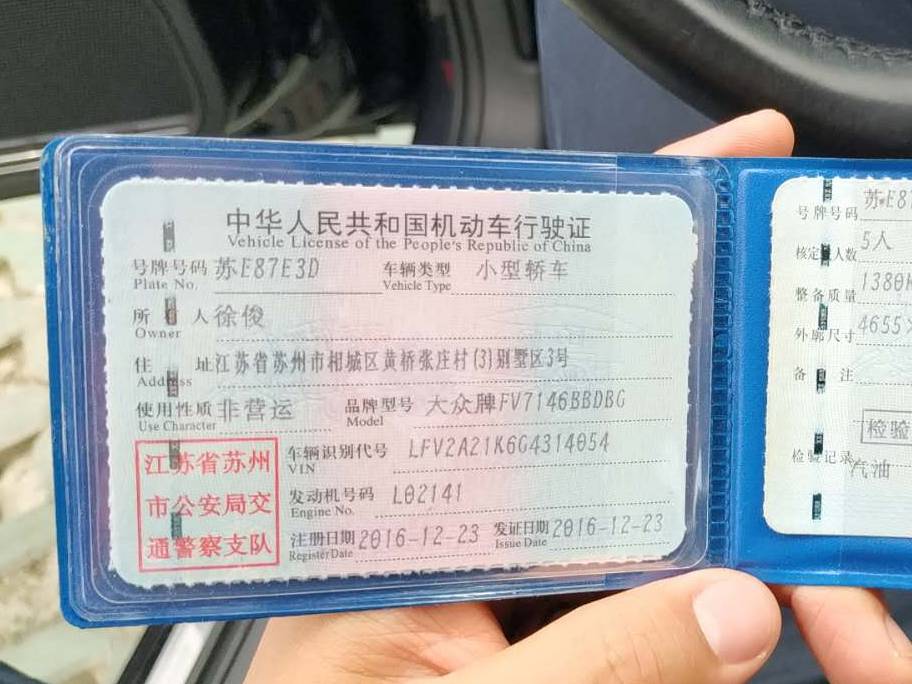 中华人民共和国机动车行驶证
Vehicle License of the People's Republic of China
号牌号码 苏E87E3D 车辆类型 小型轿车
Plate No. Vehicle Type
所 人 徐俊
Owner
住 址 江苏省苏州市相城区黄桥张庄村(3)别墅区3号
Address
使用性质 非营运 品牌型号 大众牌FV7146BBDBG
Use Character Model
江苏省苏州
市公安局交
通警察支队
车辆识别代号 LFV2A21K6G4314054
VIN
发动机号码 L02141
Engine No.
注册日期 2016-12-23 发证日期 2016-12-23
Register Date Issue Date
号牌号码 苏E87
核定 人数 5人
整备质量 1380K
外廓尺寸 4655X
备 注
检验
检验记录 汽油